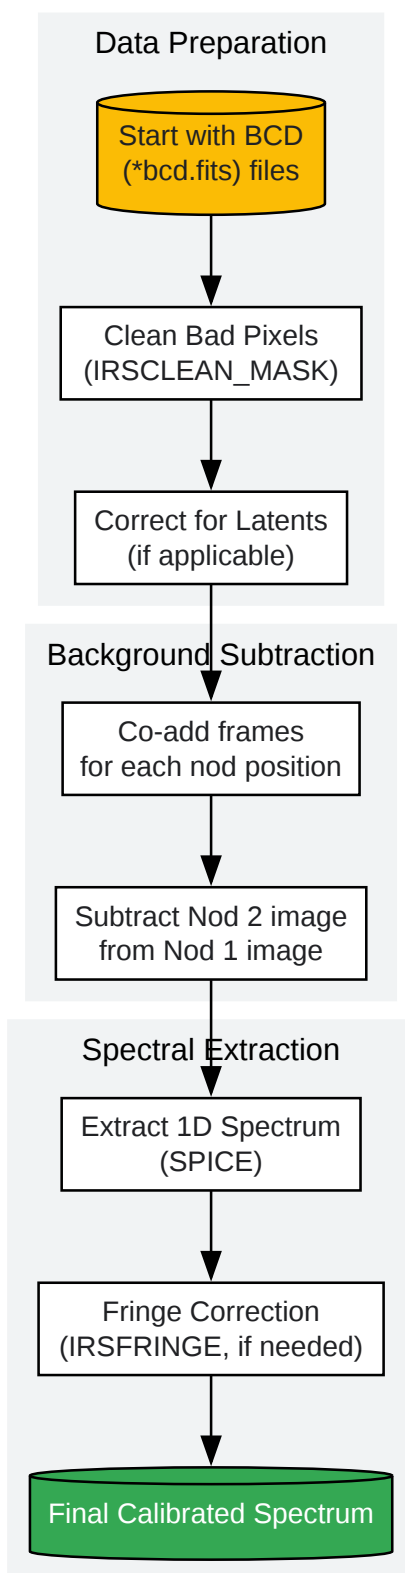 Data Preparation
Start with BCD
(*bcd.fits) files
Clean Bad Pixels
(IRSCLEAN_MASK)
Correct for Latents
(if applicable)
Background Subtraction
Co-add frames
for each nod position
Subtract Nod 2 image
from Nod 1 image
Spectral Extraction
Extract 1D Spectrum
(SPICE)
Fringe Correction
(IRSFRINGE, if needed)
Final Calibrated Spectrum